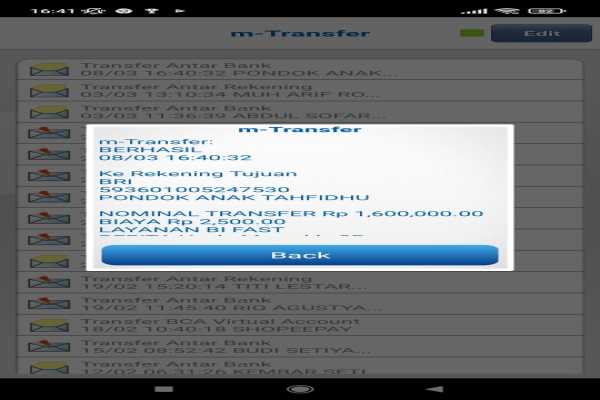 16:41
82
m-Transfer
Edit
Transfer Antar Bank
08/03 16:40:32 PONDOK ANAK...
Transfer Antar Rekening
03/03 13:10:34 MUH ARIF RO...
Transfer Antar Bank
03/03 11:36:39 ABDUL SOFAR...
m-Transfer
m-Transfer:
BERHASIL
08/03 16:40:32
Ke Rekening Tujuan
BRI
593601005247530
PONDOK ANAK TAHFIDHU
NOMINAL TRANSFER Rp 1,600,000.00
BIAYA Rp 2,500.00
LAYANAN BI FAST
Back
Transfer Antar Rekening
19/02 15:20:14 TITI LESTAR...
Transfer Antar Bank
19/02 11:45:40 RIO AGUSTYA...
Transfer BCA Virtual Account
18/02 10:40:18 SHOPEEPAY
Transfer Antar Bank
15/02 08:52:42 BUDI SETIYA...
Transfer Antar Bank
12/02 06:31:26 KEMBAR SETI...